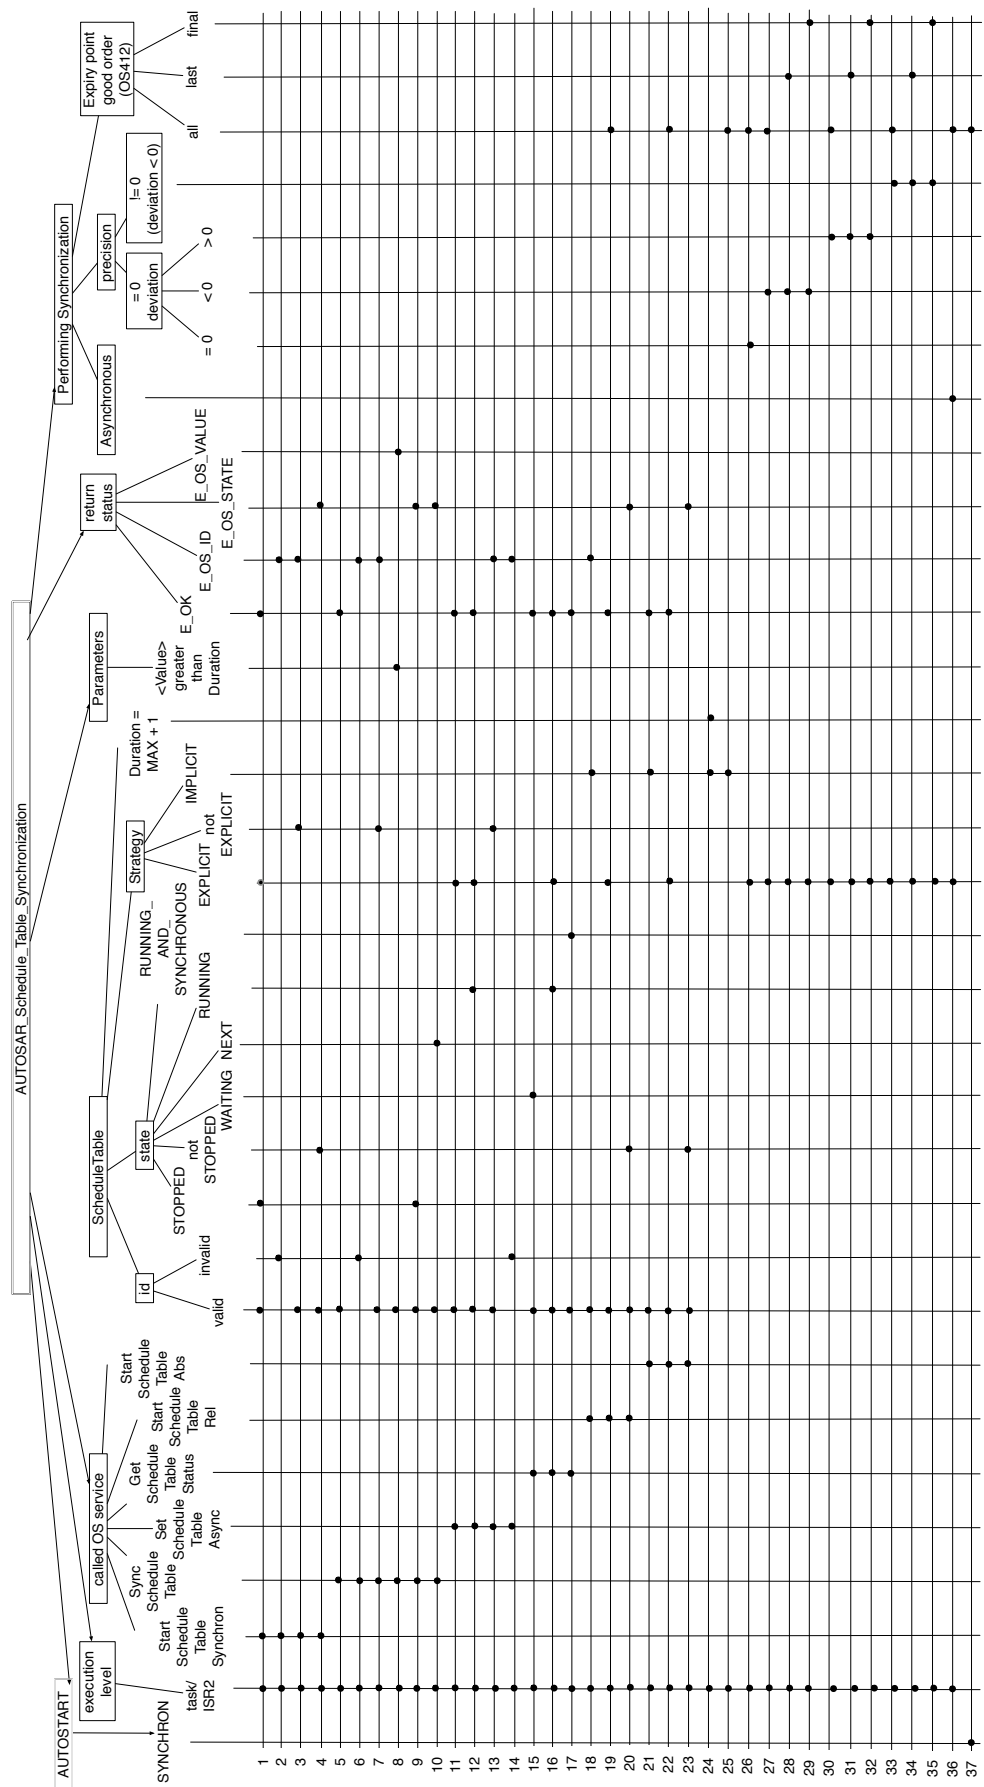 AUTOSAR_Schedule_Table_Synchronization
AUTOSTART
SYNCHRON
execution
level
task/
ISR2
called OS service
Start
Schedule
Table
Synchron
Sync
Schedule
Table
Set
Schedule
Table
Async
Get
Schedule
Table
Status
Start
Schedule
Table
Rel
Start
Schedule
Table
Abs
ScheduleTable
id
valid
invalid
state
STOPPED
not
STOPPED
WAITING
NEXT
RUNNING
RUNNING_
AND_
SYNCHRONOUS
Strategy
EXPLICIT
not
EXPLICIT
IMPLICIT
Duration =
MAX + 1
Parameters
<Value>
greater
than
Duration
return
status
E_OK
E_OS_ID
E_OS_STATE
E_OS_VALUE
Performing Synchronization
Asynchronous
precision
= 0
deviation
= 0
< 0
> 0
!= 0
(deviation < 0)
Expiry point
good order
(OS412)
all
last
final
1
2
3
4
5
6
7
8
9
10
11
12
13
14
15
16
17
18
19
20
21
22
23
24
25
26
27
28
29
30
31
32
33
34
35
36
37